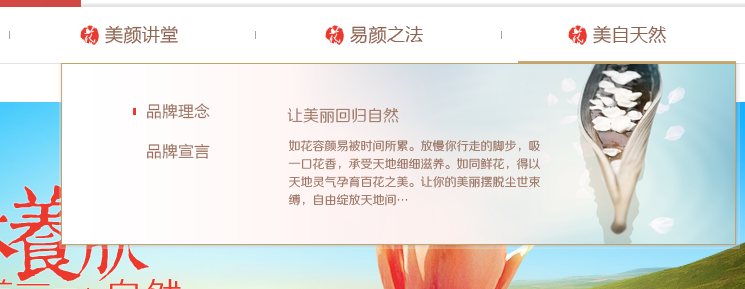 美颜讲堂
易颜之法
美自天然
品牌理念
品牌宣言
让美丽回归自然
如花容颜易被时间所累。放慢你行走的脚步，吸
一口花香，承受天地细细滋养。如同鲜花，得以
天地灵气孕育百花之美。让你的美丽摆脱尘世束
缚，自由绽放天地间…
養
自然